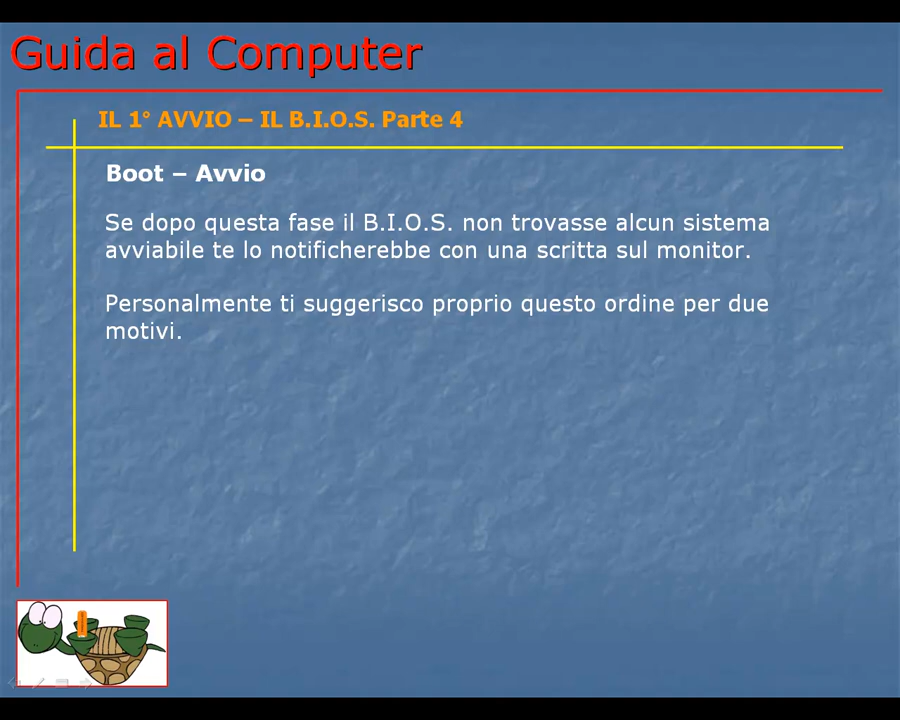 Guida al Computer
IL 1° AVVIO – IL B.I.O.S. Parte 4
Boot – Avvio
Se dopo questa fase il B.I.O.S. non trovasse alcun sistema
avviabile te lo notificherebbe con una scritta sul monitor.
Personalmente ti suggerisco proprio questo ordine per due
motivi.